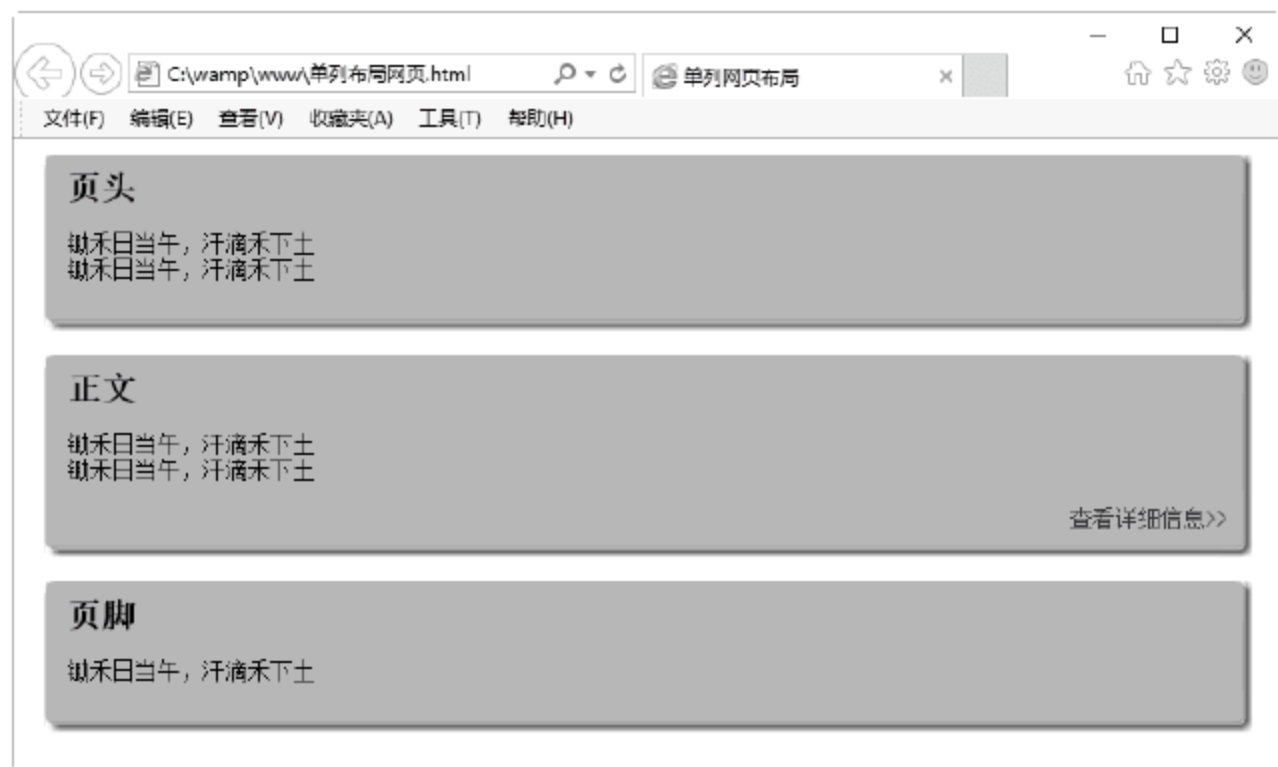 C:\wamp\www\单列布局网页.html
单列网页布局
文件(F) 编辑(E) 查看(V) 收藏夹(A) 工具(T) 帮助(H)
页头
锄禾日当午，汗滴禾下土
锄禾日当午，汗滴禾下土
正文
锄禾日当午，汗滴禾下土
锄禾日当午，汗滴禾下土
查看详细信息>>
页脚
锄禾日当午，汗滴禾下土